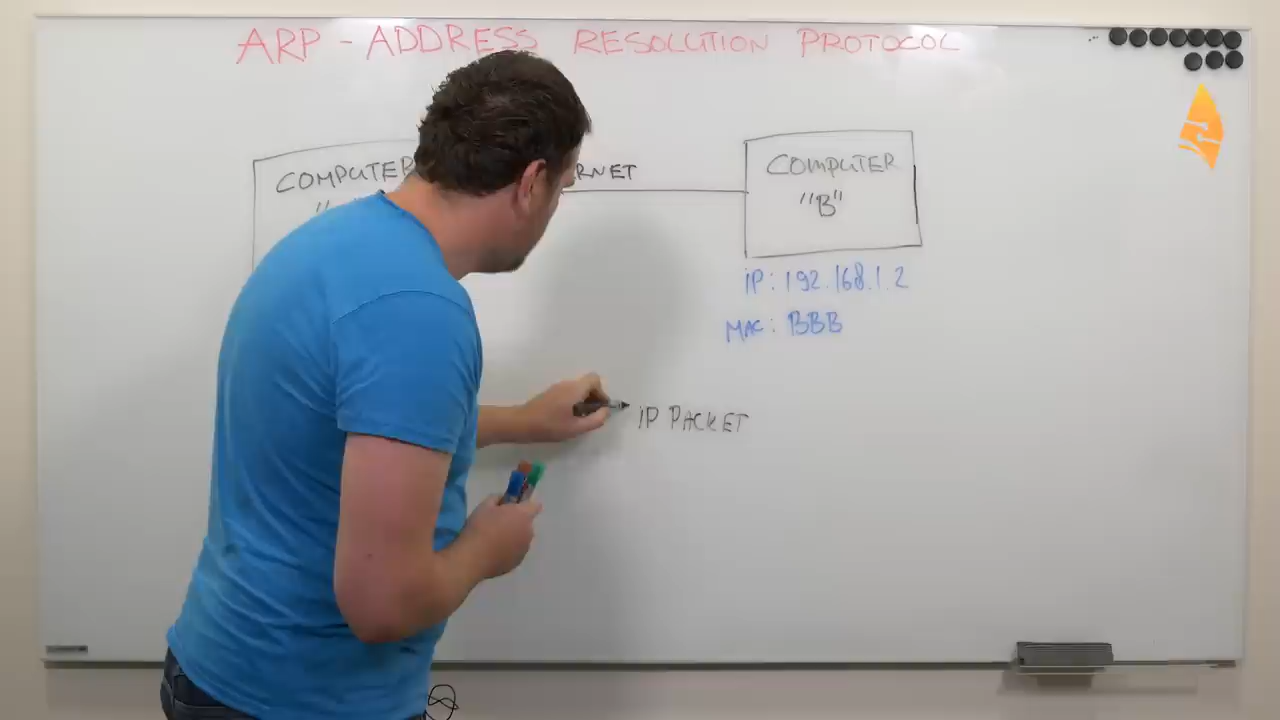 ARP - ADDRESS RESOLUTION PROTOCOL
COMPUTER
RNET
COMPUTER
"B"
IP: 192.168.1.2
MAC: BBB
IP PACKET